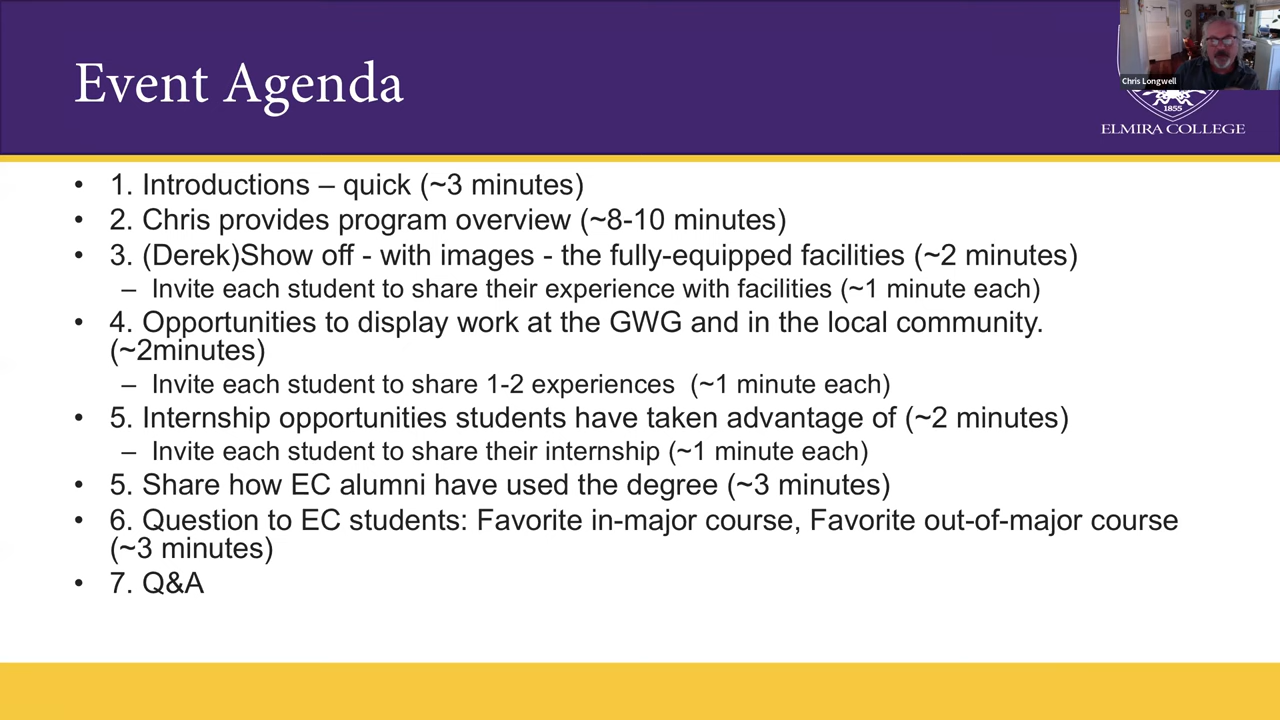 Event Agenda
Chris Longwell
1855
ELMIRA COLLEGE
• 1. Introductions – quick (~3 minutes)
• 2. Chris provides program overview (~8-10 minutes)
• 3. (Derek)Show off - with images - the fully-equipped facilities (~2 minutes)
– Invite each student to share their experience with facilities (~1 minute each)
• 4. Opportunities to display work at the GWG and in the local community.
(~2minutes)
– Invite each student to share 1-2 experiences (~1 minute each)
• 5. Internship opportunities students have taken advantage of (~2 minutes)
– Invite each student to share their internship (~1 minute each)
• 5. Share how EC alumni have used the degree (~3 minutes)
• 6. Question to EC students: Favorite in-major course, Favorite out-of-major course
(~3 minutes)
• 7. Q&A